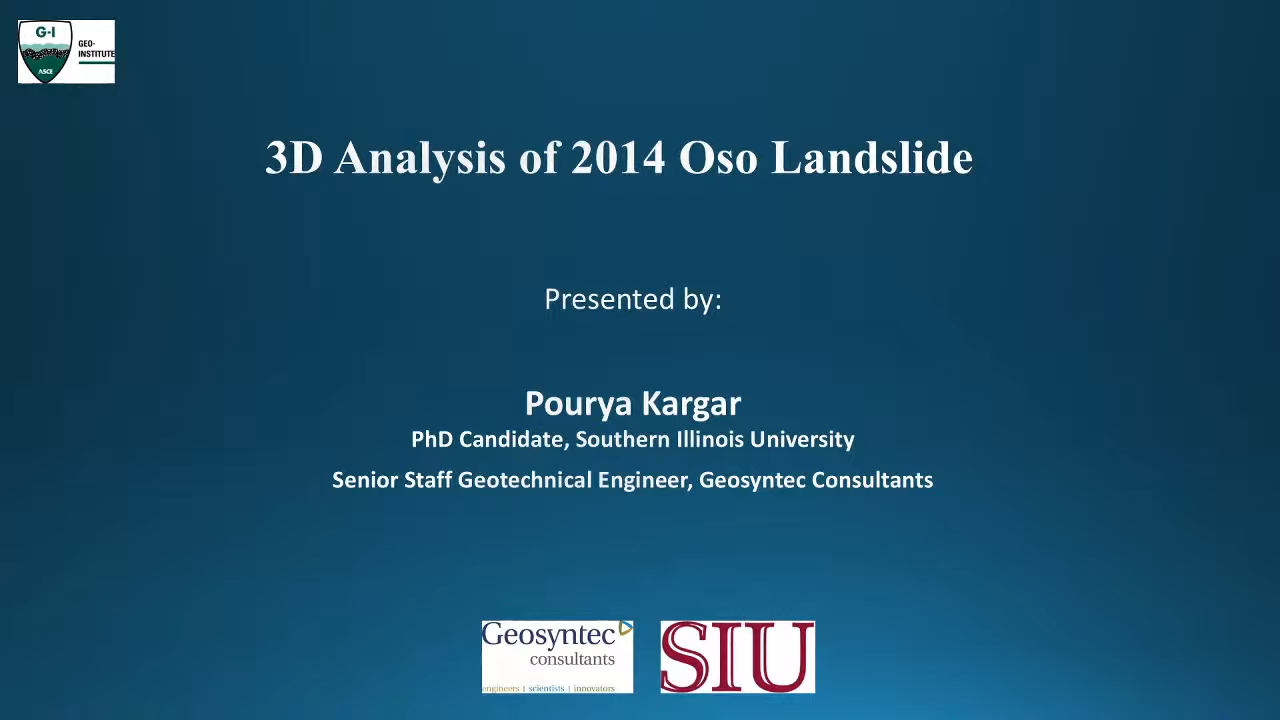 G-I
GEO-
INSTITUTE
ASCE
3D Analysis of 2014 Oso Landslide
Presented by:
Pourya Kargar
PhD Candidate, Southern Illinois University
Senior Staff Geotechnical Engineer, Geosyntec Consultants
Geosyntec
consultants
engineers | scientists | innovators
SIU